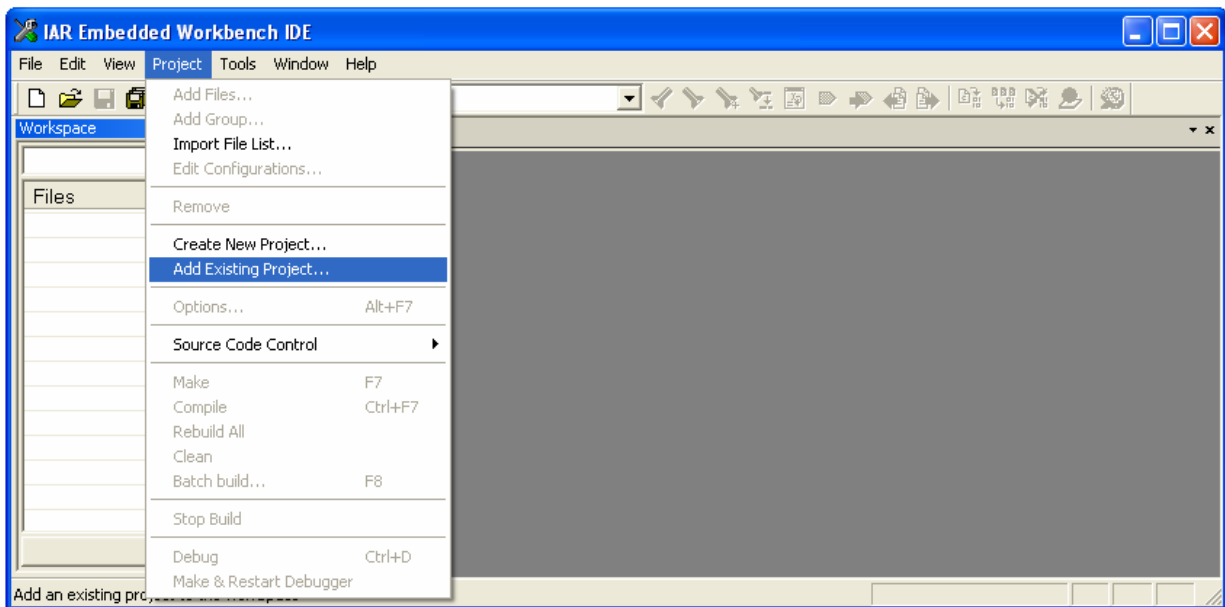 IAR Embedded Workbench IDE
File Edit View Project Tools Window Help
Workspace
Files
Add Files...
Add Group...
Import File List...
Edit Configurations...
Remove
Create New Project...
Add Existing Project...
Options... Alt+F7
Source Code Control
Make F7
Compile Ctrl+F7
Rebuild All
Clean
Batch build... F8
Stop Build
Debug Ctrl+D
Make & Restart Debugger
Add an existing